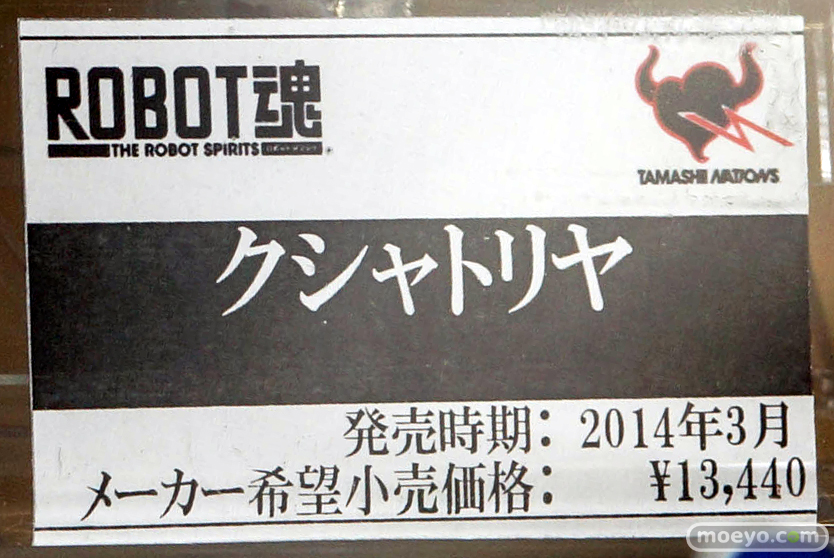 ROBOT魂
THE ROBOT SPIRITS
TAMASHII NATIONS
クシャトリヤ
発売時期: 2014年3月
メーカー希望小売価格: ¥13,440
moeyo.com